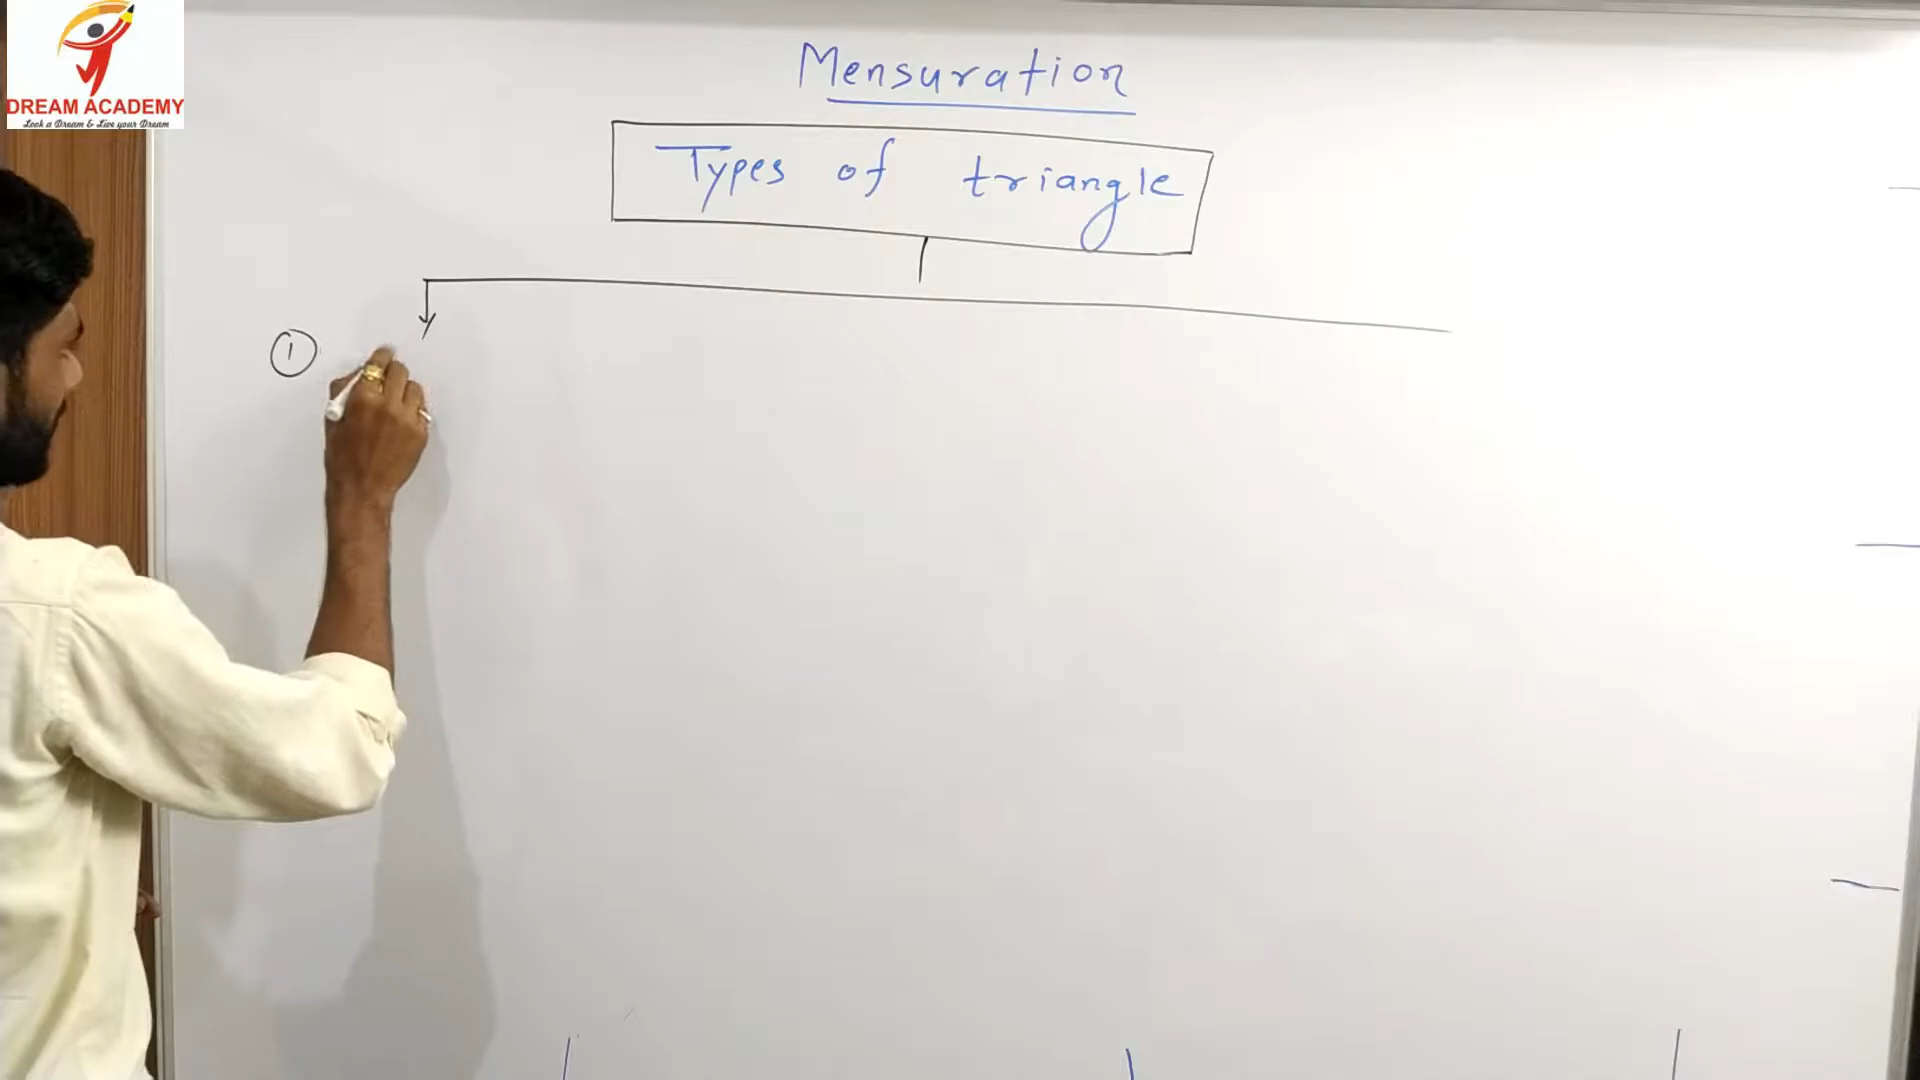 DREAM ACADEMY
Look a Dream & Live your Dream
Mensuration
Types of triangle
1